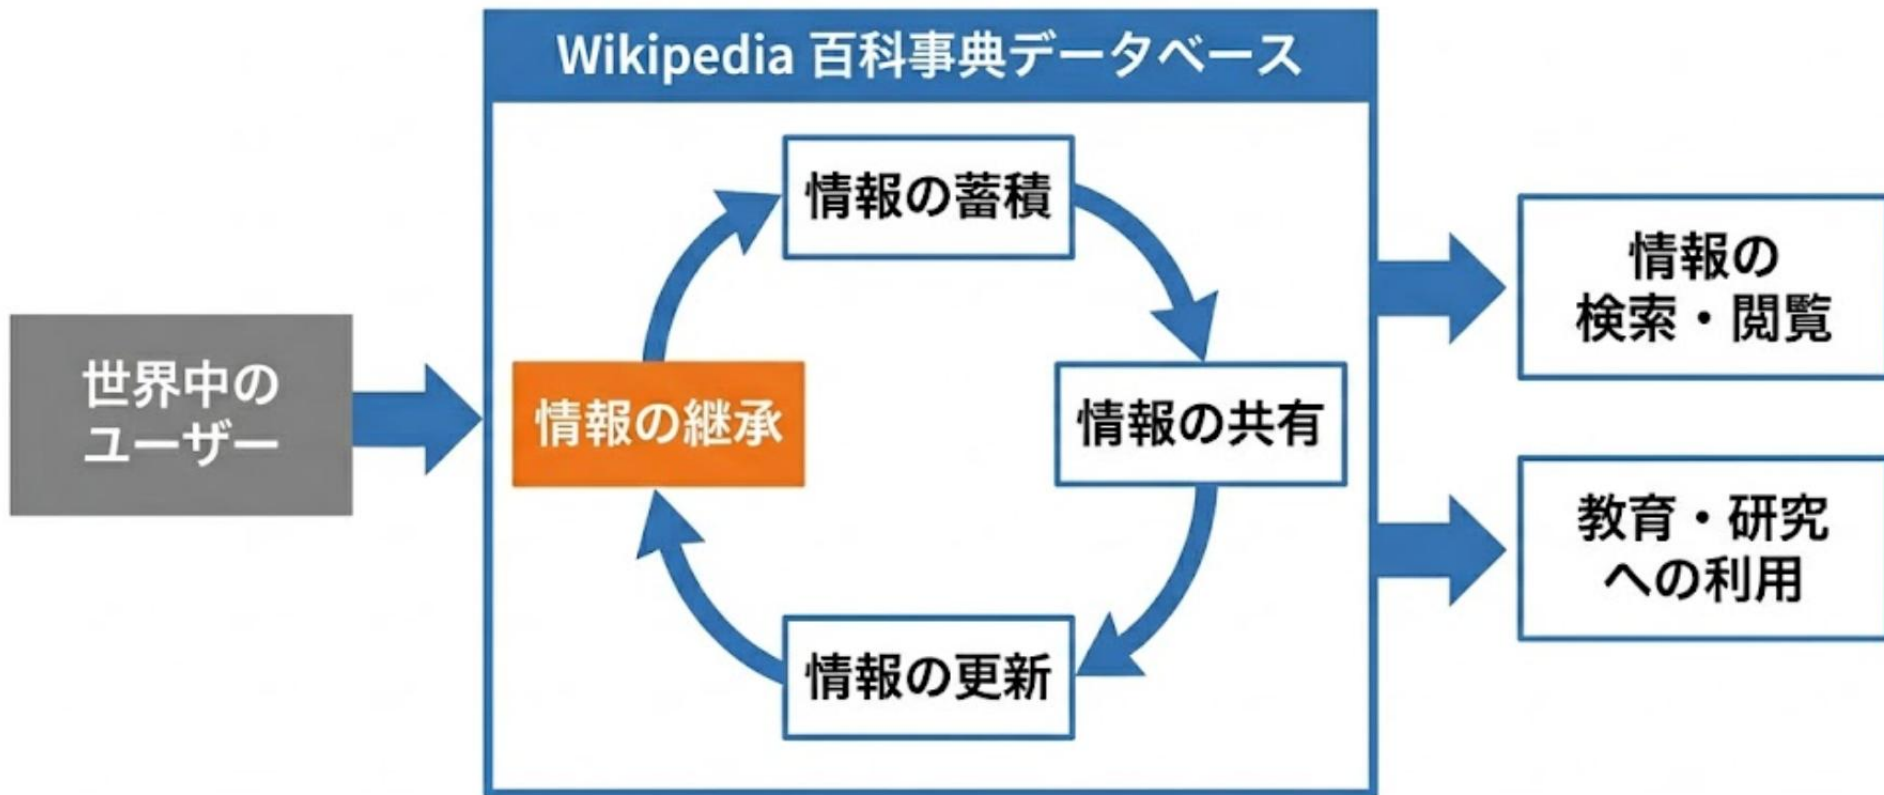 Wikipedia 百科事典データベース
世界中の
ユーザー
情報の蓄積
情報の継承
情報の共有
情報の更新
情報の
検索・閲覧
教育・研究
への利用